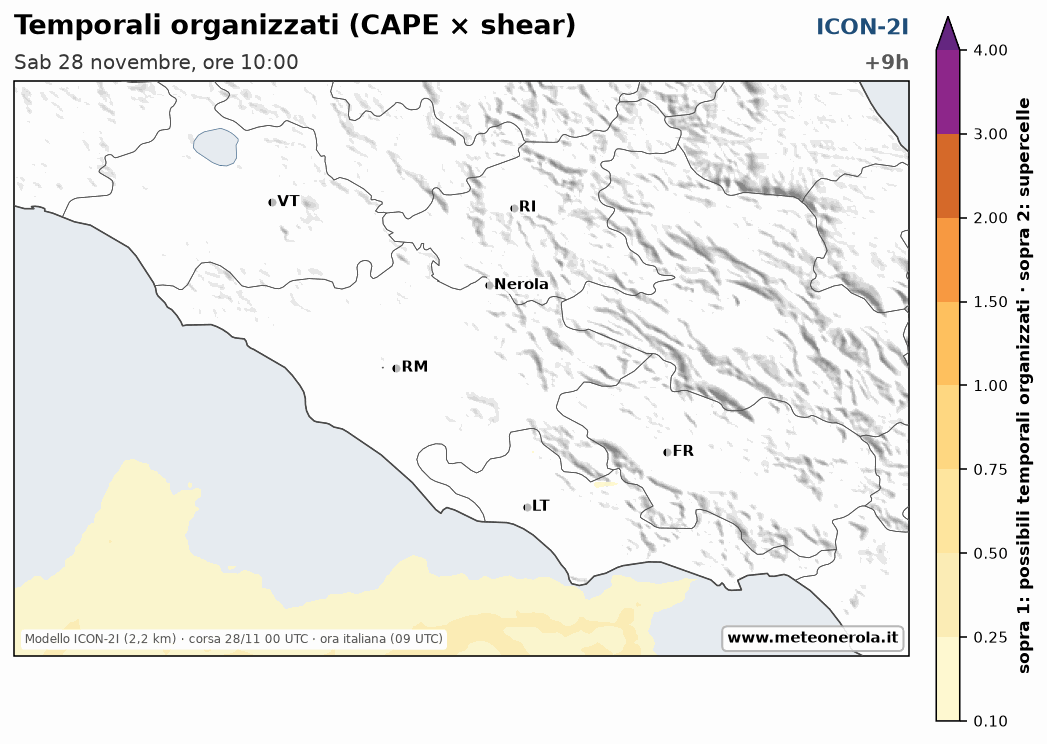 Temporali organizzati (CAPE × shear)
ICON-2I
Sab 28 novembre, ore 10:00
+9h
VT
RI
Nerola
RM
FR
LT
Modello ICON-2I (2,2 km) · corsa 28/11 00 UTC · ora italiana (09 UTC)
www.meteonerola.it
4.00
3.00
2.00
1.50
1.00
0.75
0.50
0.25
0.10
sopra 1: possibili temporali organizzati · sopra 2: supercelle